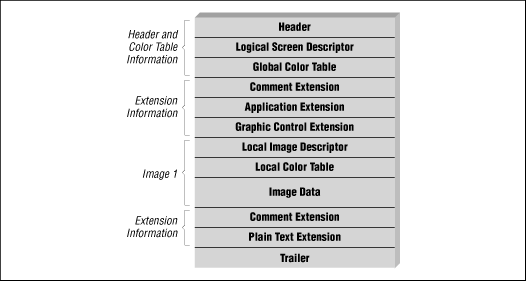 Header and
Color Table
Information
Header
Logical Screen Descriptor
Global Color Table
Extension
Information
Comment Extension
Application Extension
Graphic Control Extension
Image 1
Local Image Descriptor
Local Color Table
Image Data
Extension
Information
Comment Extension
Plain Text Extension
Trailer